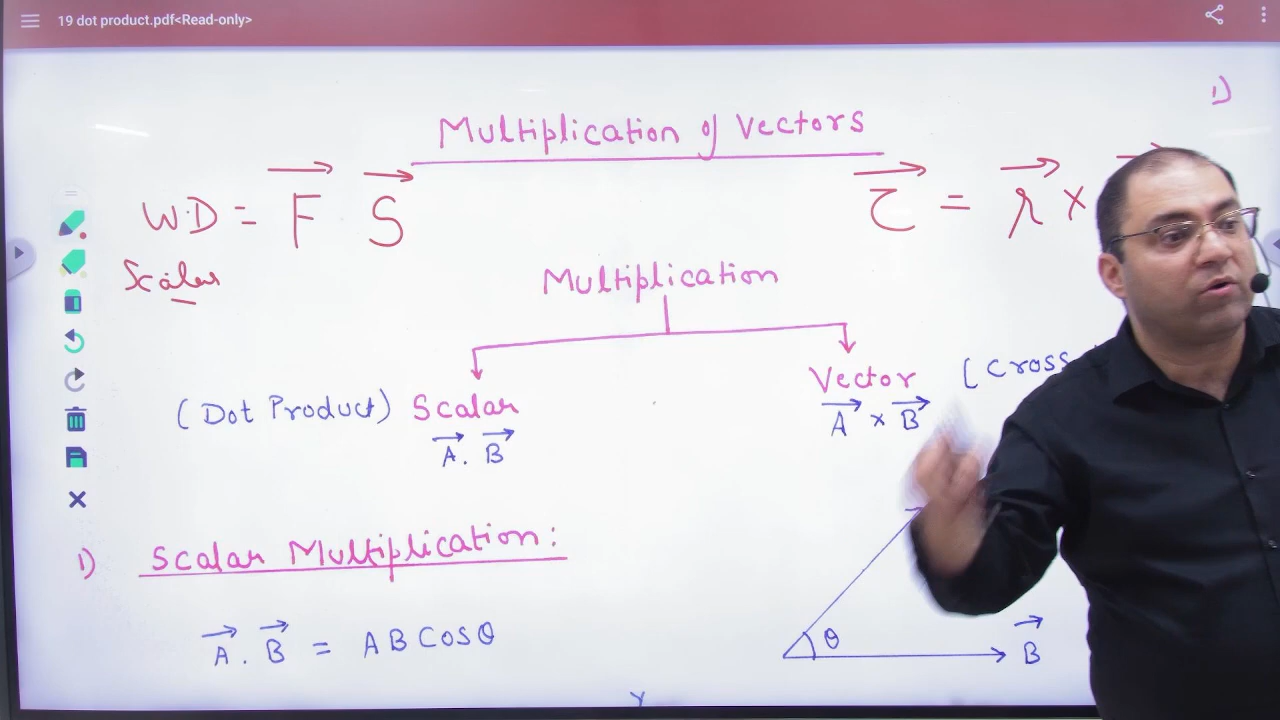 19 dot product.pdf<Read-only>
1)
Multiplication of Vectors
W.D = F S
τ = r ×
Scalar
Multiplication
(Dot Product) Scalar
Vector [Cross
A . B
A × B
1) Scalar Multiplication:
A . B = A B Cos θ
θ
B
Y